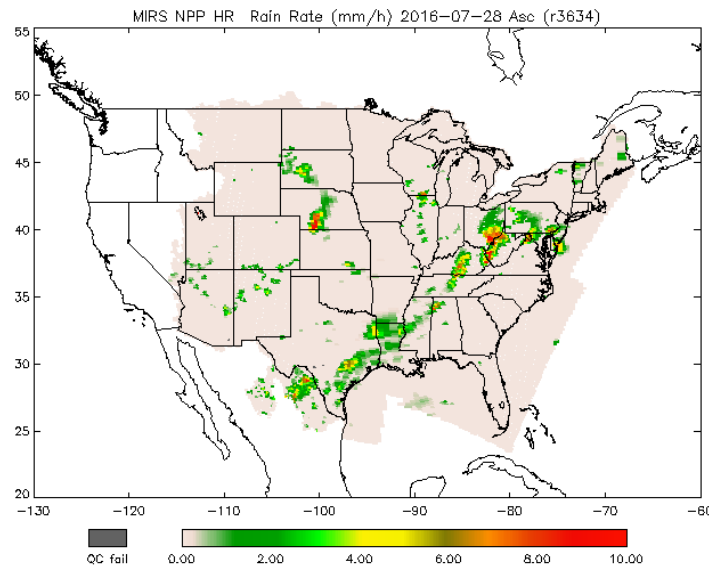 MIRS NPP HR  Rain Rate (mm/h) 2016-07-28 Asc (r3634)
55
50
45
40
35
30
25
20
-130 -120 -110 -100 -90 -80 -70 -60
QC fail 0.00 2.00 4.00 6.00 8.00 10.00